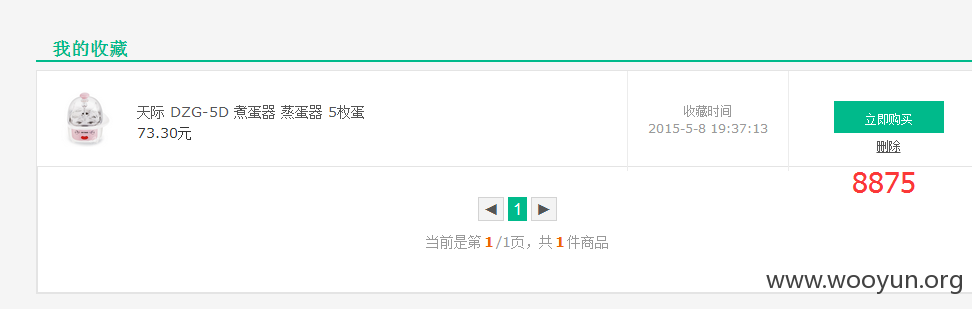 我的收藏
天际 DZG-5D 煮蛋器 蒸蛋器 5枚蛋
73.30元
收藏时间
2015-5-8 19:37:13
立即购买
删除
8875
◀ 1 ▶
当前是第 1 /1页，共 1 件商品
www.wooyun.org